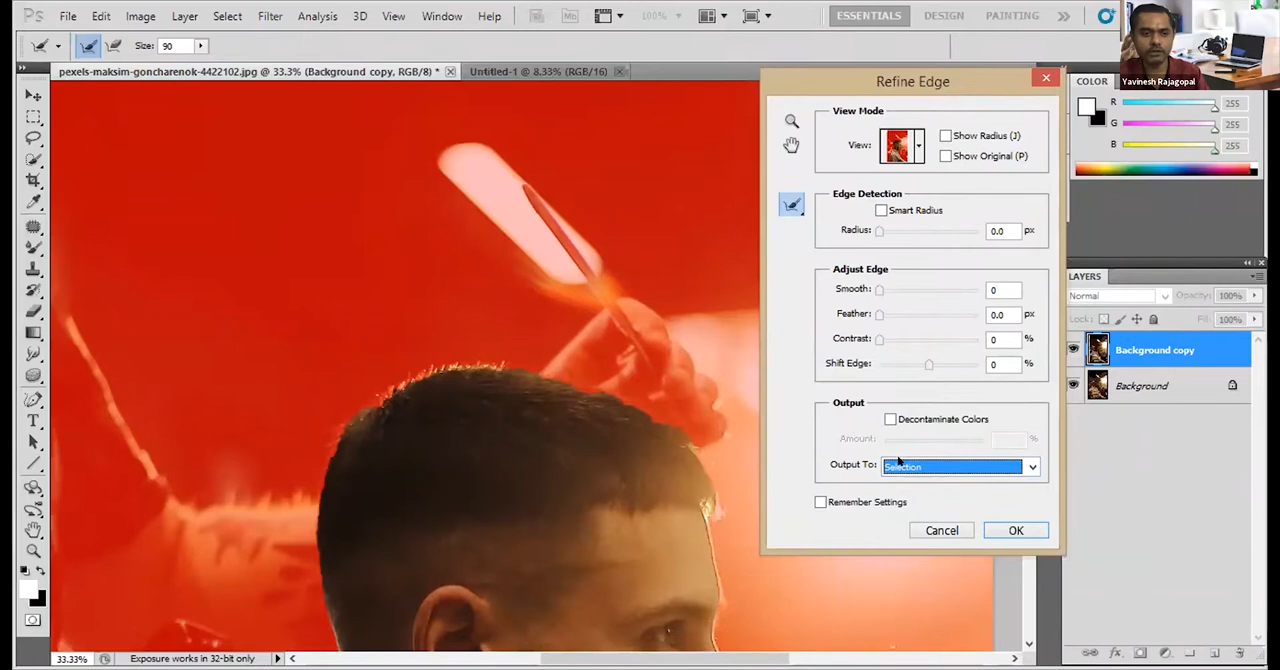 Ps File Edit Image Layer Select Filter Analysis 3D View Window Help Mb 100% ESSENTIALS DESIGN PAINTING
Yavinesh Rajagopal
Size: 90
pexels-maksim-goncharenok-4422102.jpg @ 33.3% (Background copy, RGB/8) * Untitled-1 @ 8.33% (RGB/16)
Refine Edge
COLOR
R 255
G 255
B 255
View Mode
View:
Show Radius (J)
Show Original (P)
Edge Detection
Smart Radius
Radius: 0.0 px
Adjust Edge
Smooth: 0
Feather: 0.0 px
Contrast: 0 %
Shift Edge: 0 %
Output
Decontaminate Colors
Amount: %
Output To: Selection
Remember Settings
Cancel OK
LAYERS
Normal Opacity: 100%
Lock: Fill: 100%
Background copy
Background
T
33.33% Exposure works in 32-bit only
fx